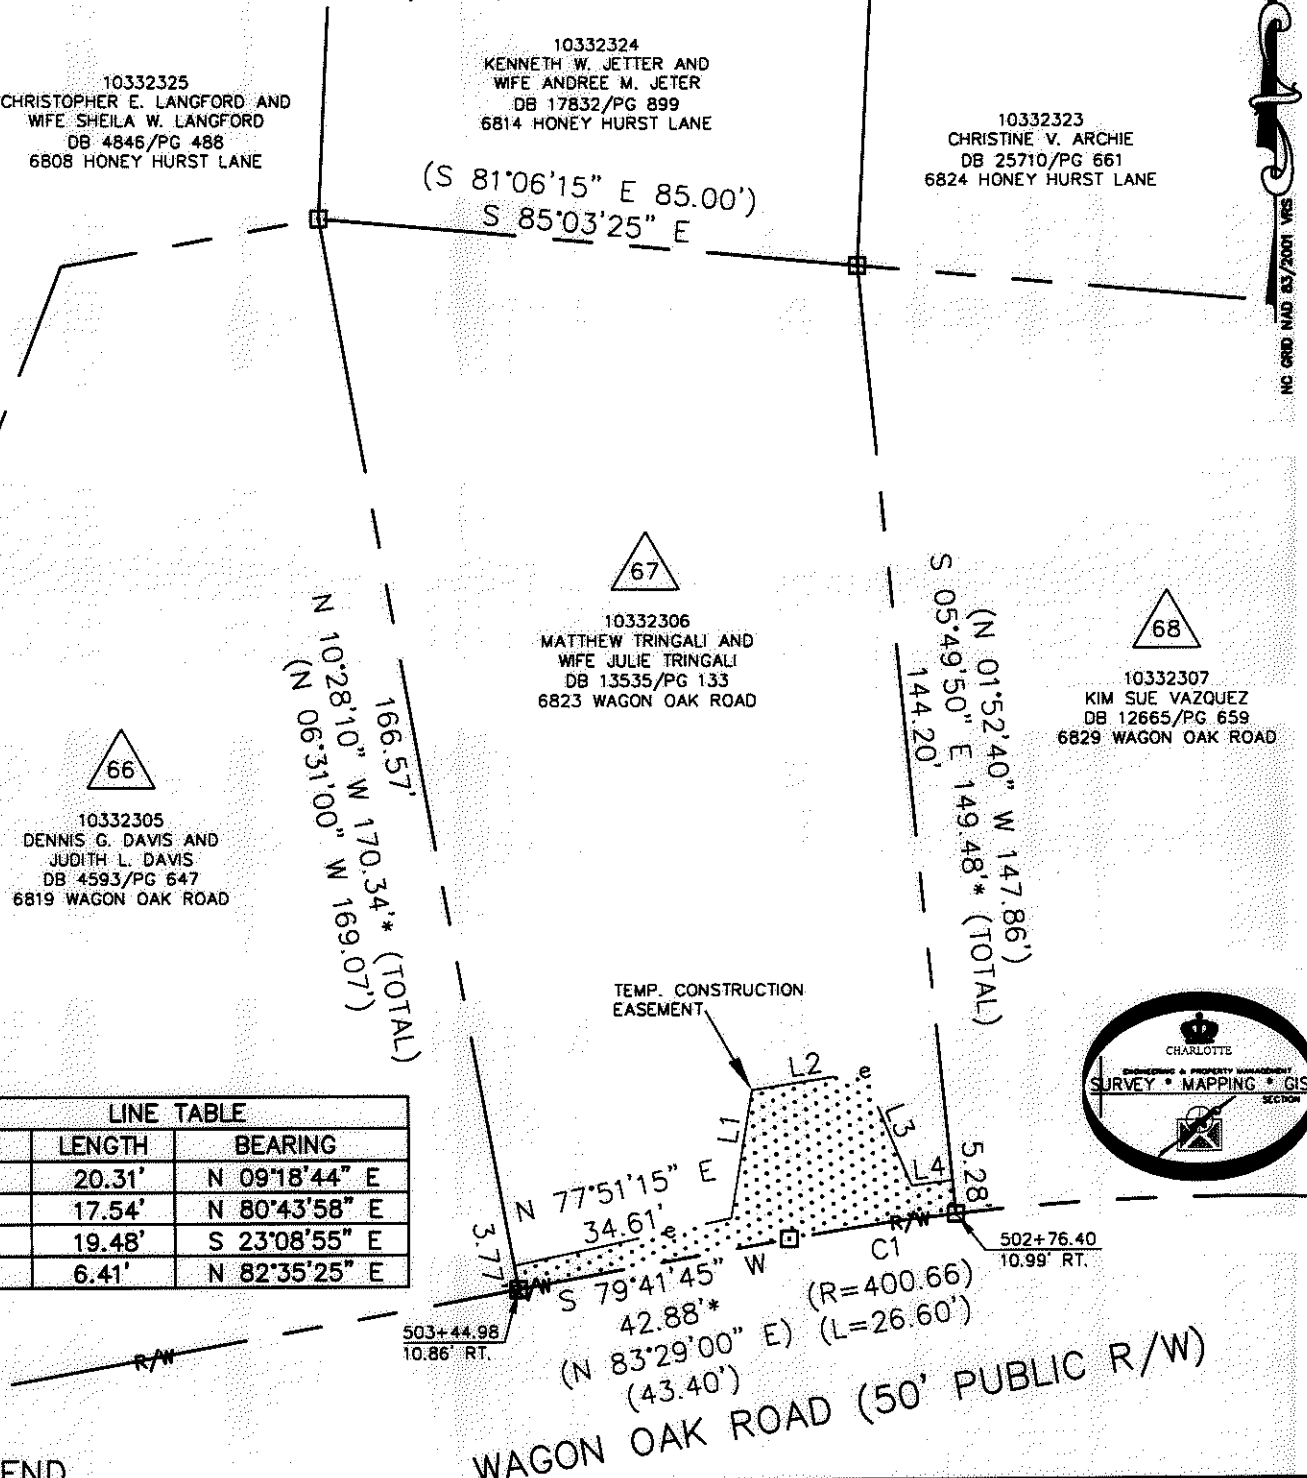 10332325
CHRISTOPHER E. LANGFORD AND
WIFE SHEILA W. LANGFORD
DB 4846/PG 488
6808 HONEY HURST LANE
10332324
KENNETH W. JETTER AND
WIFE ANDREE M. JETER
DB 17832/PG 899
6814 HONEY HURST LANE
10332323
CHRISTINE V. ARCHIE
DB 25710/PG 661
6824 HONEY HURST LANE
NC GRID NAD 83/2001 VRS
(S 81°06'15" E 85.00')
S 85°03'25" E
67
10332306
MATTHEW TRINGALI AND
WIFE JULIE TRINGALI
DB 13535/PG 133
6823 WAGON OAK ROAD
68
10332307
KIM SUE VAZQUEZ
DB 12665/PG 659
6829 WAGON OAK ROAD
66
10332305
DENNIS G. DAVIS AND
JUDITH L. DAVIS
DB 4593/PG 647
6819 WAGON OAK ROAD
166.57'
N 10°28'10" W 170.34'* (TOTAL)
(N 06°31'00" W 169.07')
(N 01°52'40" W 147.86')
S 05°49'50" E 149.48'* (TOTAL)
144.20'
TEMP. CONSTRUCTION
EASEMENT
CHARLOTTE
ENGINEERING & PROPERTY MANAGEMENT
SURVEY * MAPPING * GIS
SECTION
LINE TABLE
LENGTH BEARING
20.31' N 09°18'44" E
17.54' N 80°43'58" E
19.48' S 23°08'55" E
6.41' N 82°35'25" E
L1
L2
e
L3
L4
5.28'
3.77'
N 77°51'15" E
34.61'
e
R/W
R/W
C1
S 79°41'45" W
42.88'*
(N 83°29'00" E)
(43.40')
(R=400.66)
(L=26.60')
502+76.40
10.99' RT.
503+44.98
10.86' RT.
R/W
WAGON OAK ROAD (50' PUBLIC R/W)
END